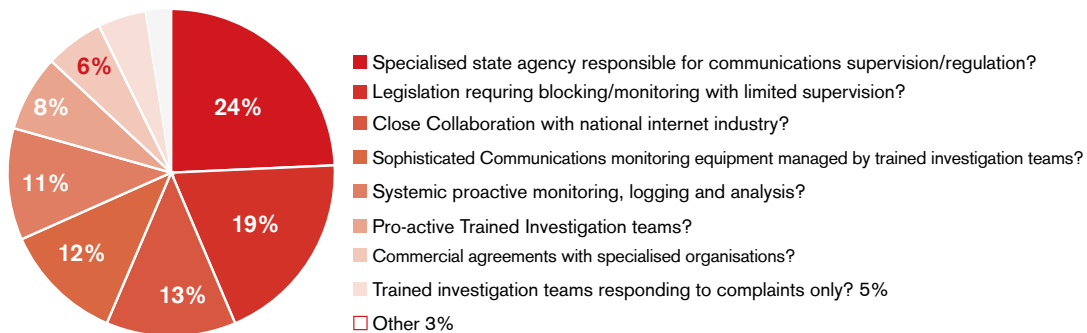 24%
19%
13%
12%
11%
8%
6%
Specialised state agency responsible for communications supervision/regulation?
Legislation requring blocking/monitoring with limited supervision?
Close Collaboration with national internet industry?
Sophisticated Communications monitoring equipment managed by trained investigation teams?
Systemic proactive monitoring, logging and analysis?
Pro-active Trained Investigation teams?
Commercial agreements with specialised organisations?
Trained investigation teams responding to complaints only? 5%
Other 3%